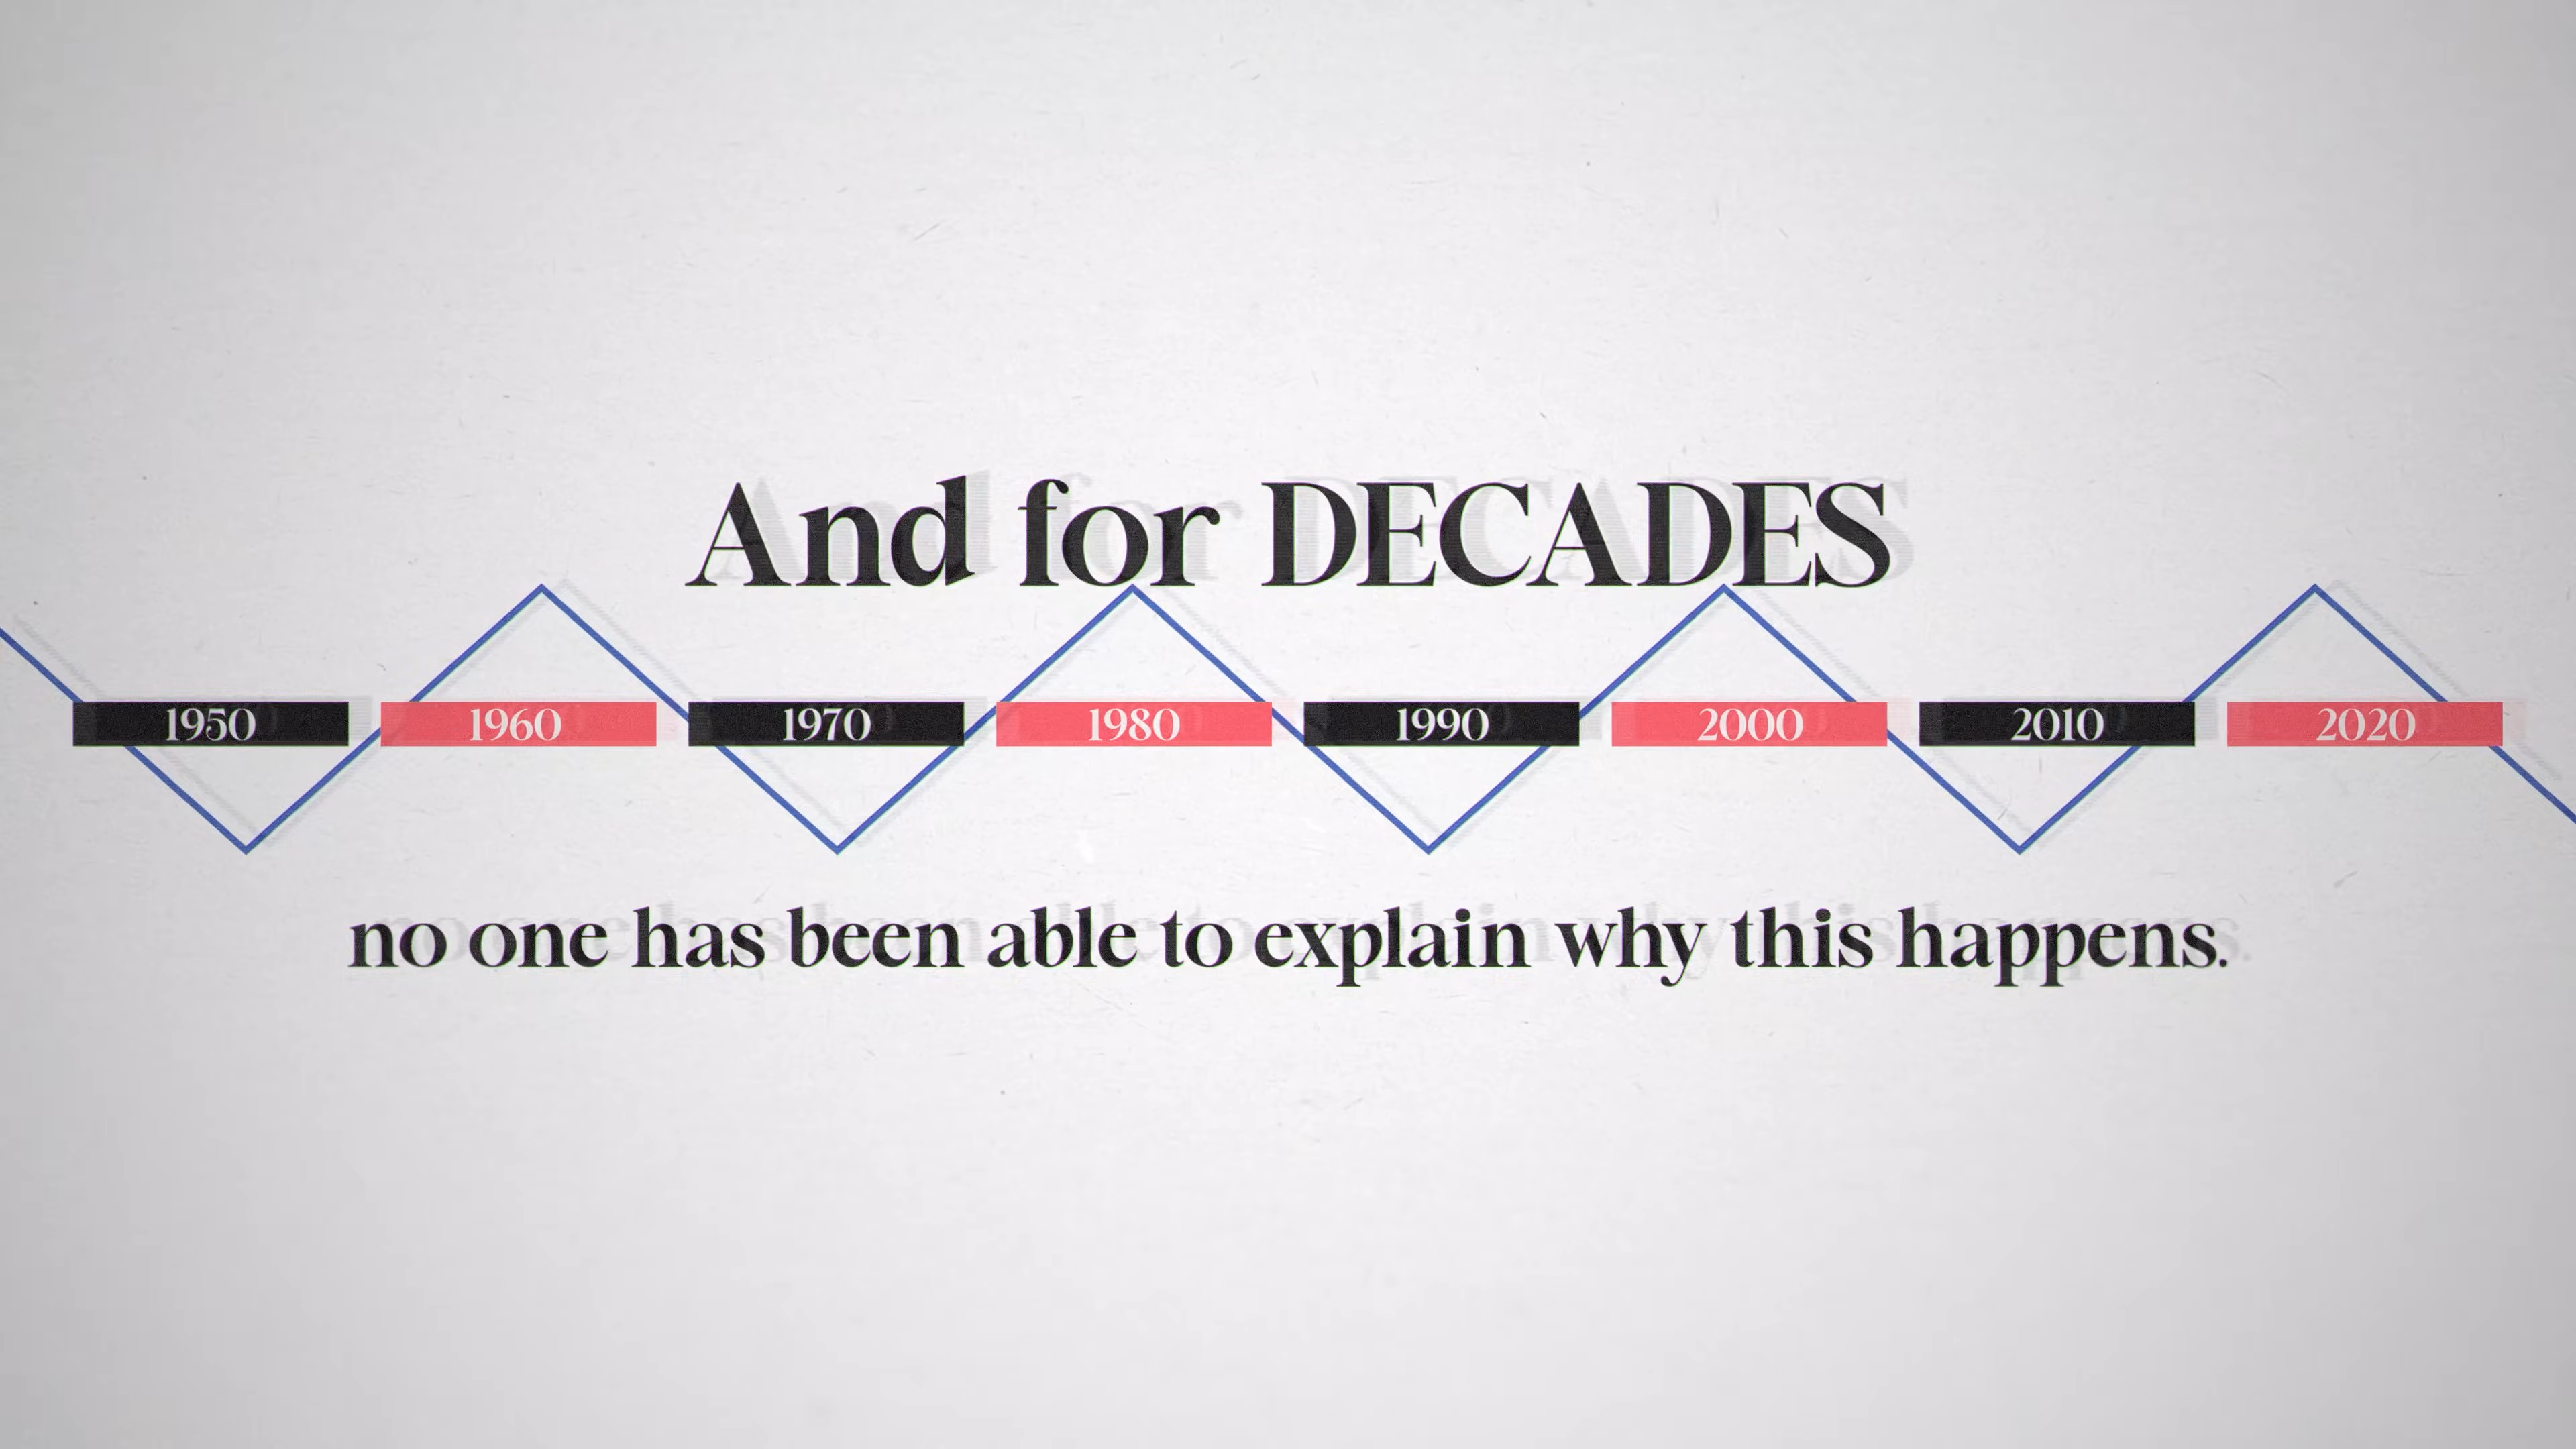 And for DECADES
1950 1960 1970 1980 1990 2000 2010 2020
no one has been able to explain why this happens.